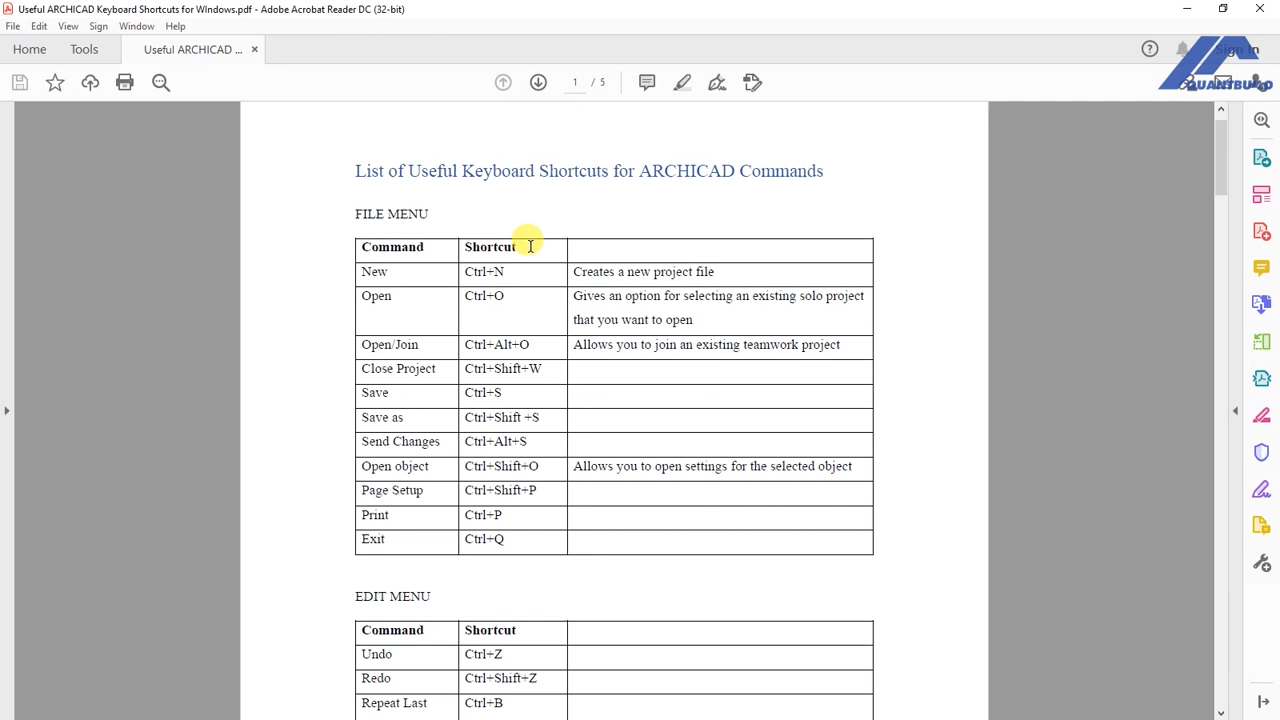 Useful ARCHICAD Keyboard Shortcuts for WIndows.pdf - Adobe Acrobat Reader DC (32-bit)
File Edit View Sign Window Help
Home Tools Useful ARCHICAD ... ×
Sign In
QUANTBUILD
1 / 5
List of Useful Keyboard Shortcuts for ARCHICAD Commands
FILE MENU
Command Shortcut
New Ctrl+N Creates a new project file
Open Ctrl+O Gives an option for selecting an existing solo project
that you want to open
Open/Join Ctrl+Alt+O Allows you to join an existing teamwork project
Close Project Ctrl+Shift+W
Save Ctrl+S
Save as Ctrl+Shift +S
Send Changes Ctrl+Alt+S
Open object Ctrl+Shift+O Allows you to open settings for the selected object
Page Setup Ctrl+Shift+P
Print Ctrl+P
Exit Ctrl+Q
EDIT MENU
Command Shortcut
Undo Ctrl+Z
Redo Ctrl+Shift+Z
Repeat Last Ctrl+B